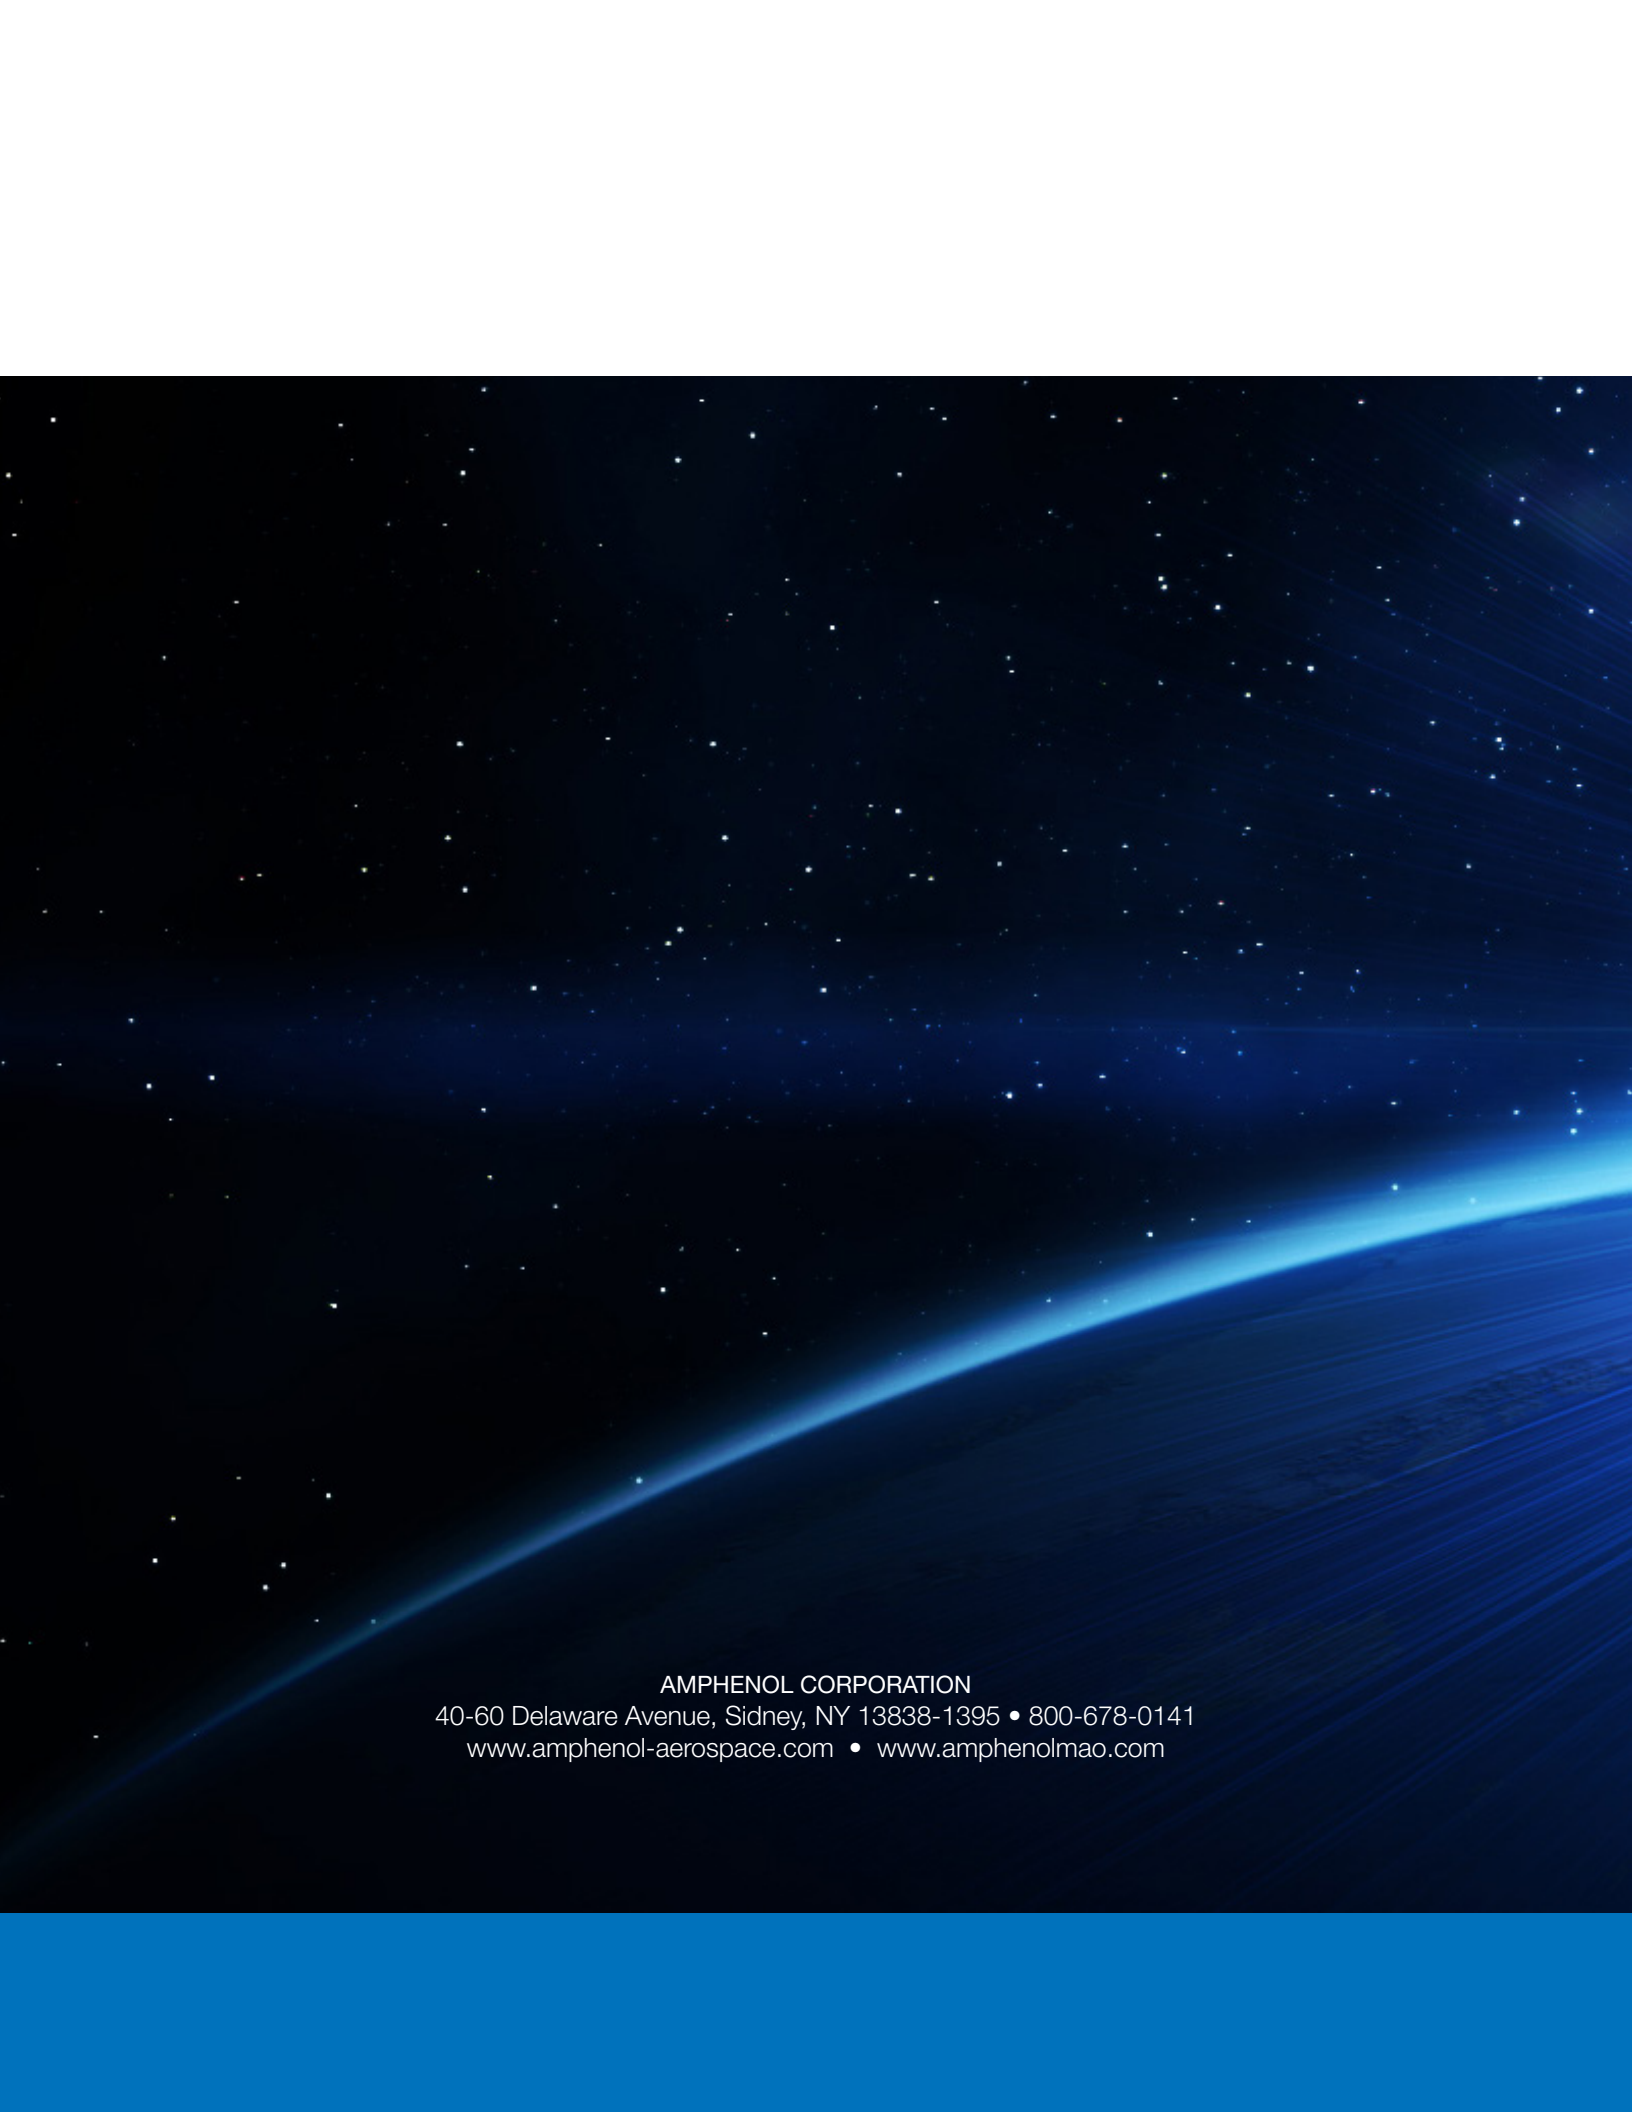 AMPHENOL CORPORATION
40-60 Delaware Avenue, Sidney, NY 13838-1395 • 800-678-0141
www.amphenol-aerospace.com • www.amphenolmao.com